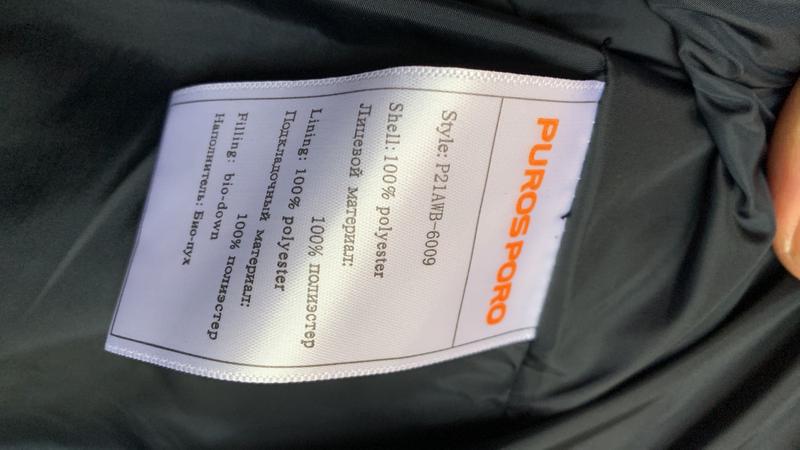 PUROSPORO
Style: P21AWB-6009
Shell: 100% polyester
Лицевой материал:
100% полиэстер
Lining: 100% polyester
Подкладочный материал:
100% полиэстер
Filling: bio-down
Наполнитель: Био-пух